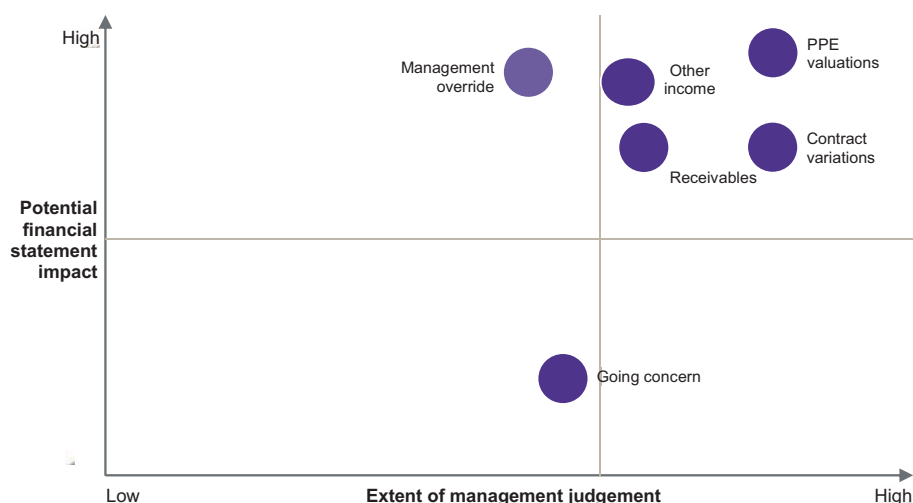 High
Management
override
Other
income
PPE
valuations
Contract
variations
Receivables
Potential
financial
statement
impact
Going concern
Low
Extent of management judgement
High